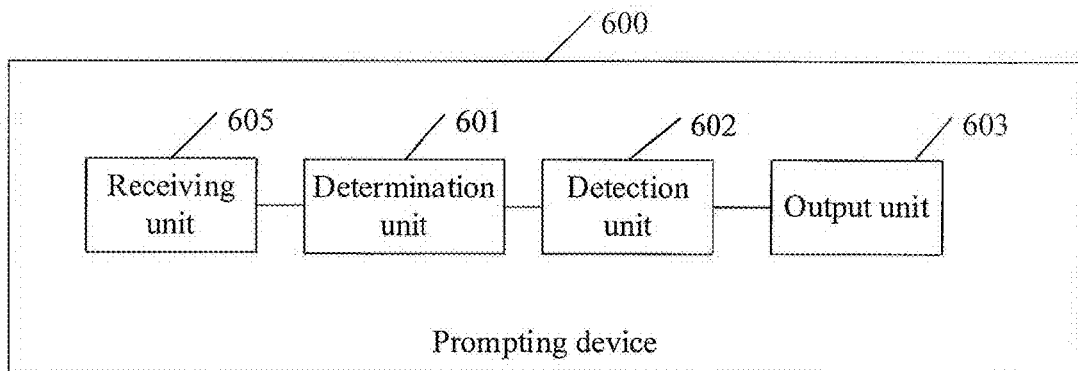 600
605
601
602
603
Receiving
unit
Determination
unit
Detection
unit
Output unit
Prompting device